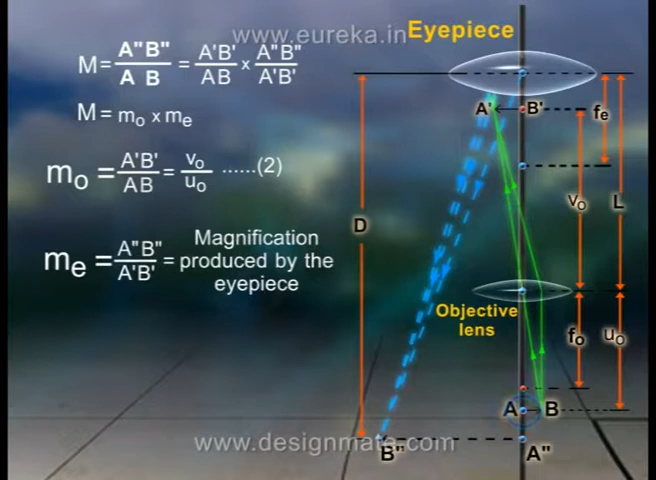 www.eureka.in
Eyepiece
M = A"B" / A B = A'B' / AB x A"B" / A'B'
M = mo x me
mo = A'B' / AB = vo / uo ......(2)
me = A"B" / A'B' = Magnification
produced by the
eyepiece
A' B'
fe
D
vo
L
Objective
lens
fo
uo
A B
www.designmate.com
B" A"